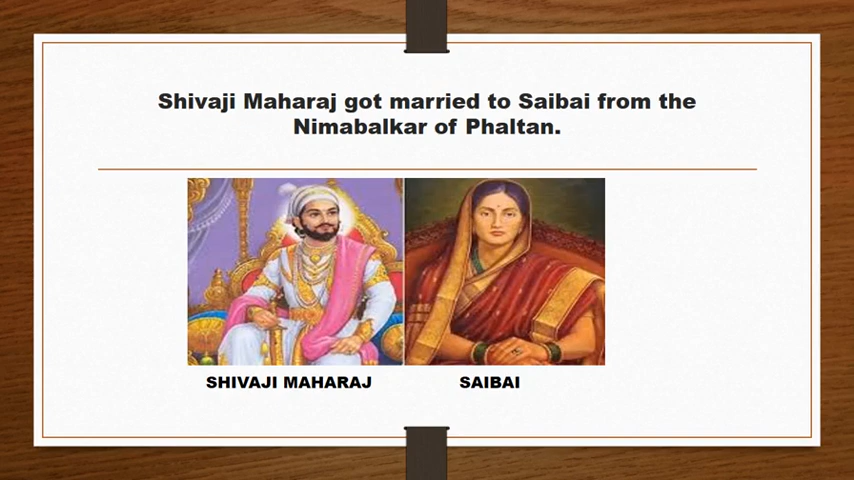 Shivaji Maharaj got married to Saibai from the
Nimabalkar of Phaltan.
SHIVAJI MAHARAJ
SAIBAI